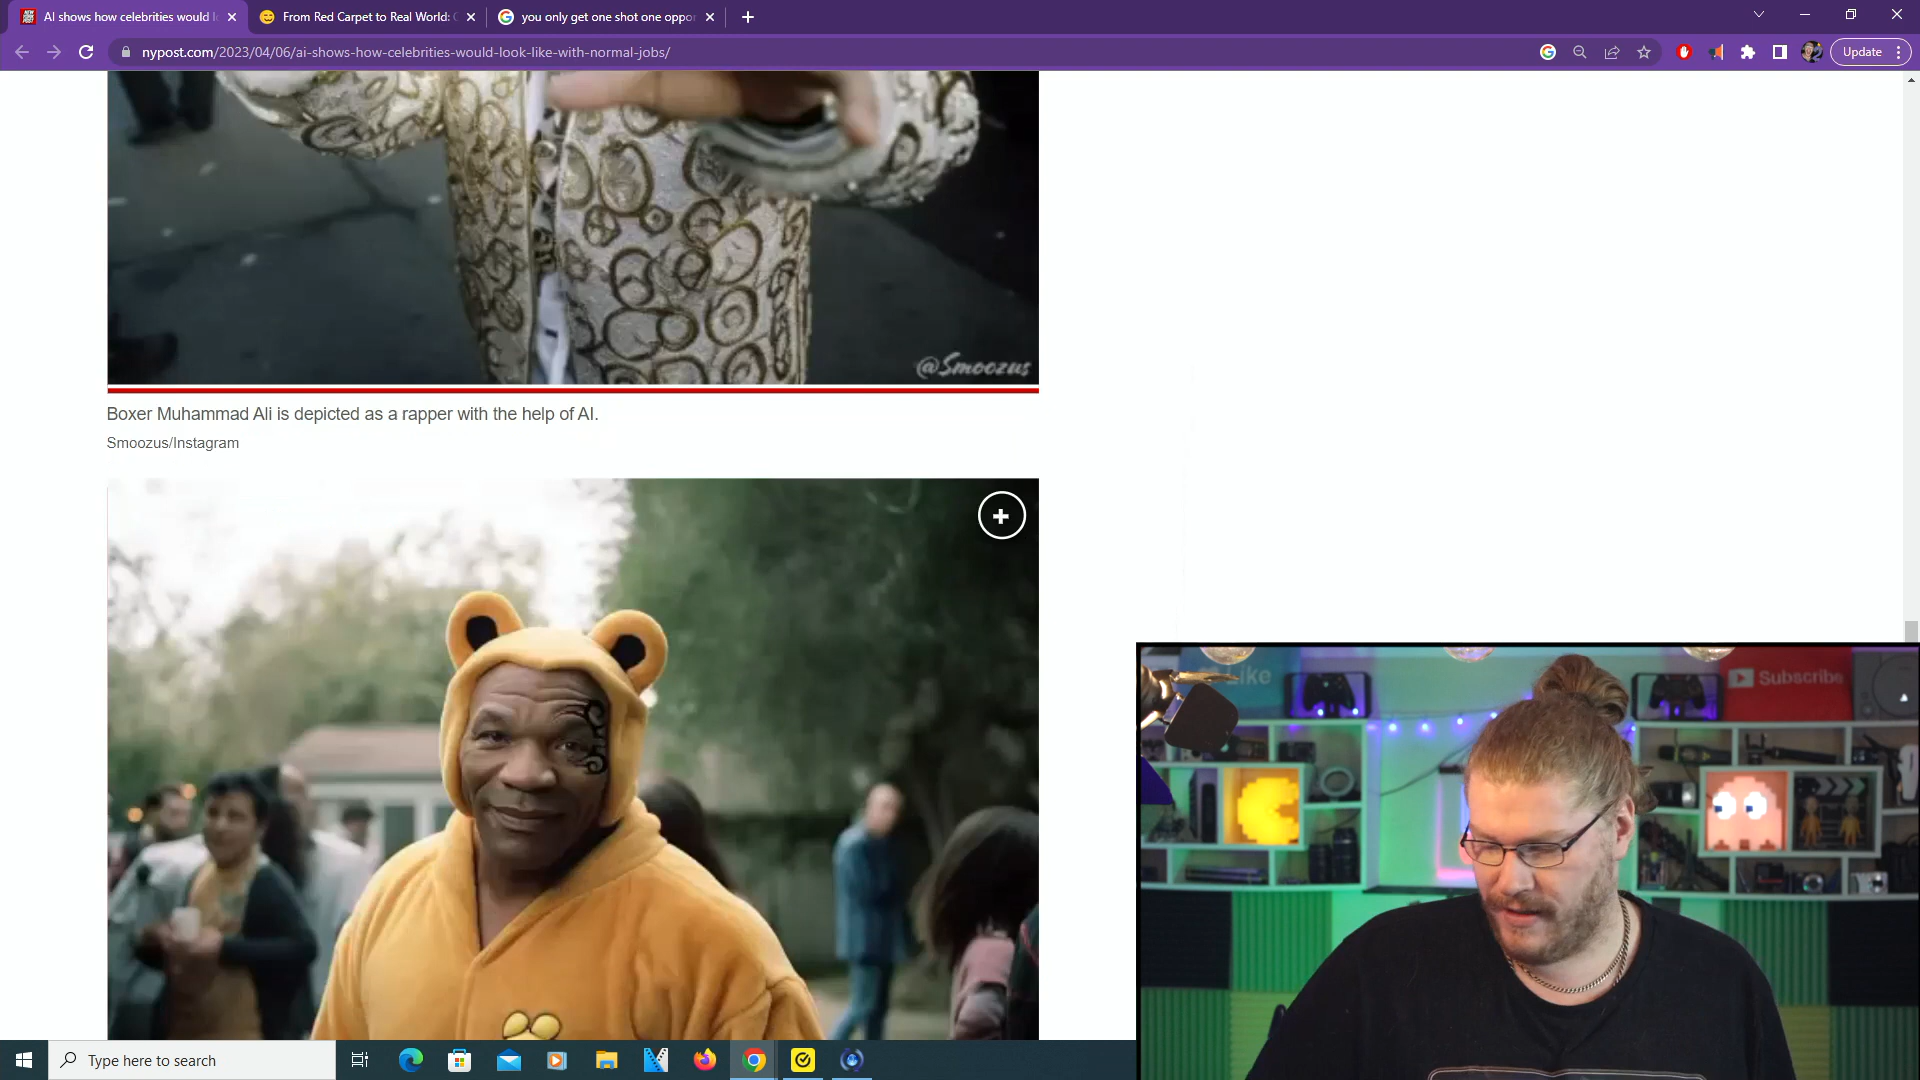 AI shows how celebrities would l
From Red Carpet to Real World: C
you only get one shot one oppor
nypost.com/2023/04/06/ai-shows-how-celebrities-would-look-like-with-normal-jobs/
Update
@Smoozus
Boxer Muhammad Ali is depicted as a rapper with the help of AI.
Smoozus/Instagram
Like
Subscribe
Type here to search